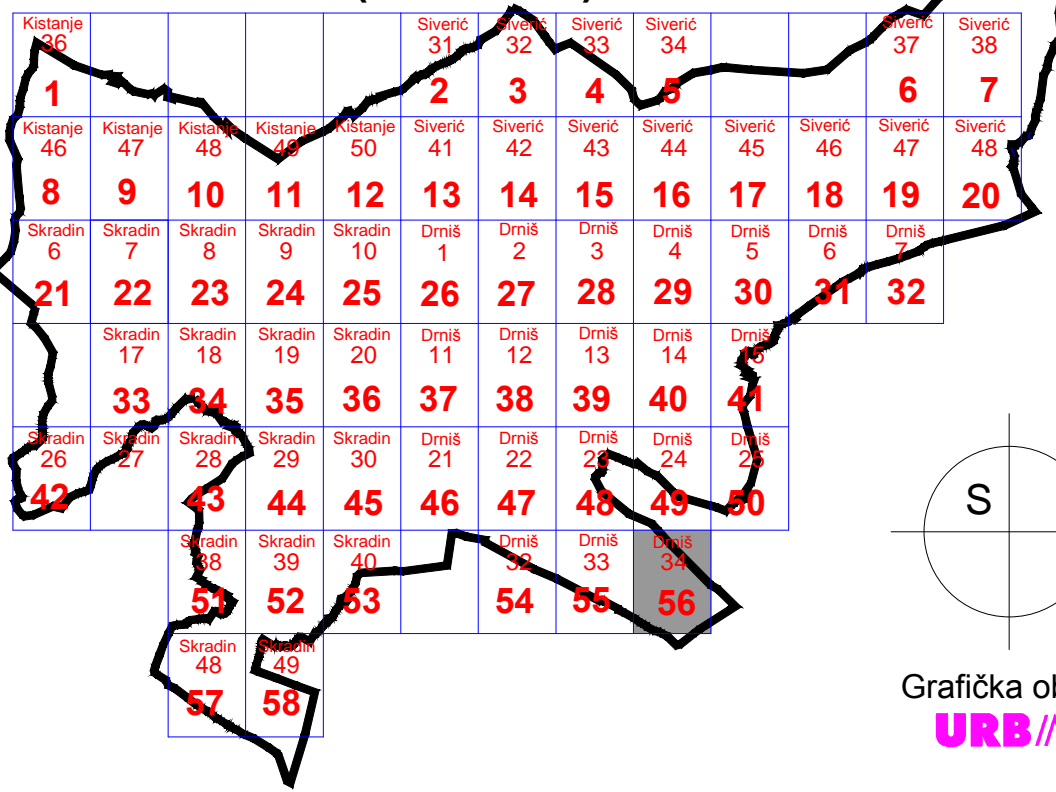 Kistanje Siverić Siverić Siverić Siverić Siverić Siverić
36 31 32 33 34 37 38
1 2 3 4 5 6 7
Kistanje Kistanje Kistanje Kistanje Kistanje Siverić Siverić Siverić Siverić Siverić Siverić Siverić Siverić
46 47 48 49 50 41 42 43 44 45 46 47 48
8 9 10 11 12 13 14 15 16 17 18 19 20
Skradin Skradin Skradin Skradin Skradin Drniš Drniš Drniš Drniš Drniš Drniš Drniš
6 7 8 9 10 1 2 3 4 5 6 7
21 22 23 24 25 26 27 28 29 30 31 32
Skradin Skradin Skradin Skradin Drniš Drniš Drniš Drniš Drniš
17 18 19 20 11 12 13 14 15
33 34 35 36 37 38 39 40 41
Skradin Skradin Skradin Skradin Skradin Drniš Drniš Drniš Drniš Drniš
26 27 28 29 30 21 22 23 24 25
42 43 44 45 46 47 48 49 50
Skradin Skradin Skradin Drniš Drniš Drniš
38 39 40 32 33 34
51 52 53 54 55 56
Skradin Skradin
48 49
57 58
S
Grafička ob
URB//